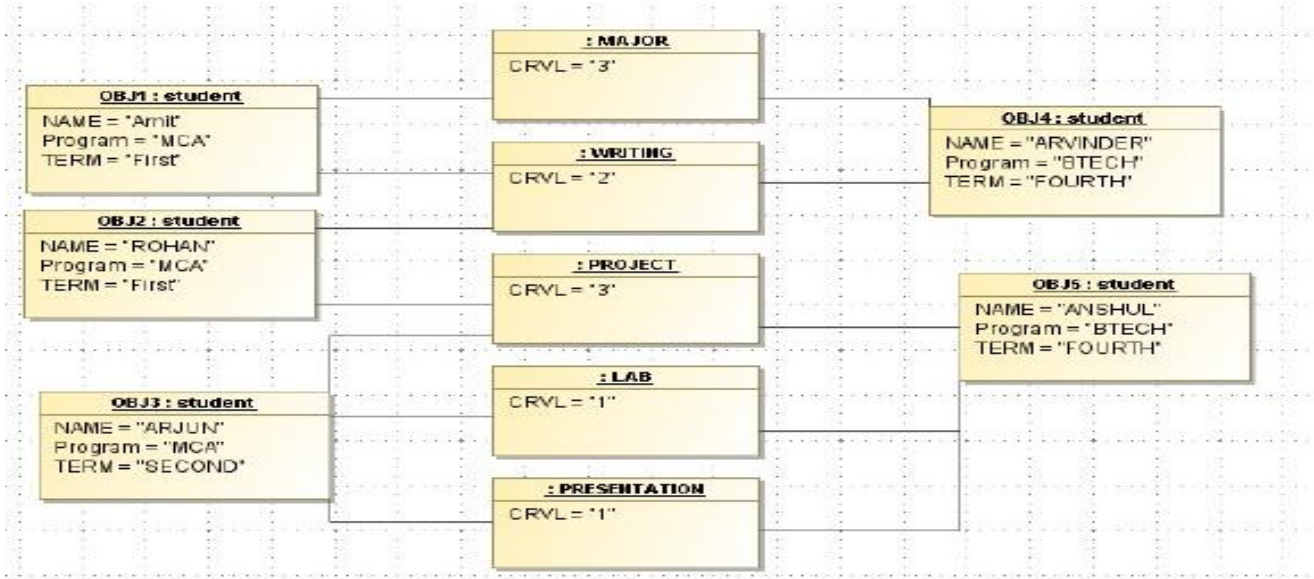 : MAJOR
CRVL = "3"
OBJ1 : student
NAME = "Amit"
Program = "MCA"
TERM = "First"
OBJ4 : student
NAME = "ARVINDER"
Program = "BTECH"
TERM = "FOURTH"
: WRITING
CRVL = "2"
OBJ2 : student
NAME = "ROHAN"
Program = "MCA"
TERM = "First"
: PROJECT
CRVL = "3"
OBJ5 : student
NAME = "ANSHUL"
Program = "BTECH"
TERM = "FOURTH"
: LAB
CRVL = "1"
OBJ3 : student
NAME = "ARJUN"
Program = "MCA"
TERM = "SECOND"
: PRESENTATION
CRVL = "1"